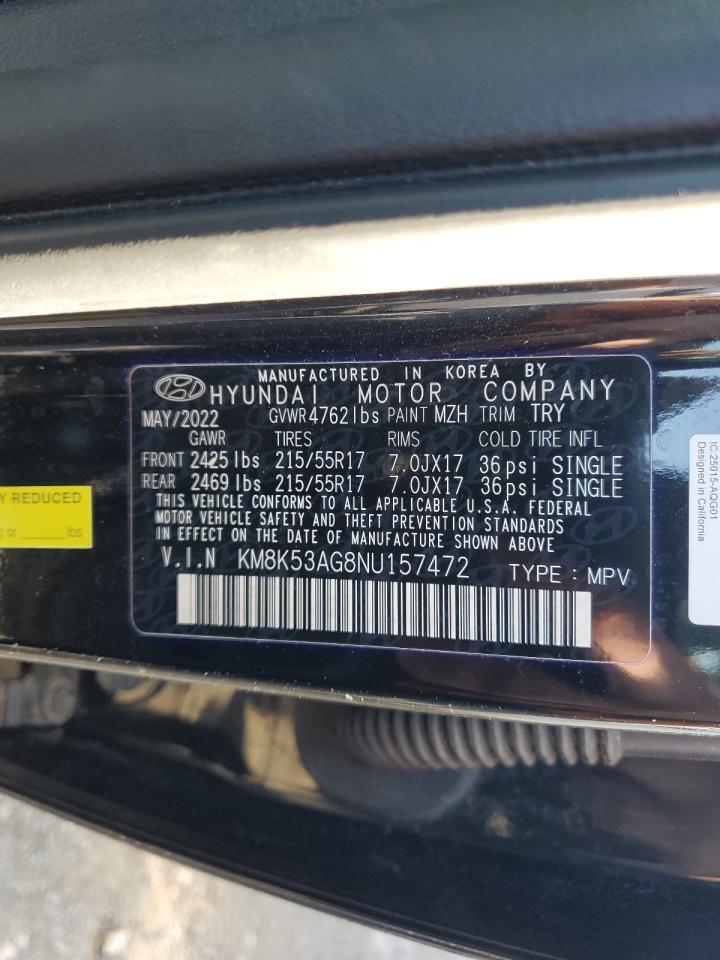 MANUFACTURED IN KOREA BY
HYUNDAI MOTOR COMPANY
MAY/2022 GVWR 4762 lbs PAINT MZH TRIM TRY
GAWR TIRES RIMS COLD TIRE INFL
FRONT 2425 lbs 215/55R17 7.0JX17 36 psi SINGLE
REAR 2469 lbs 215/55R17 7.0JX17 36 psi SINGLE
THIS VEHICLE CONFORMS TO ALL APPLICABLE U.S.A. FEDERAL
MOTOR VEHICLE SAFETY AND THEFT PREVENTION STANDARDS
IN EFFECT ON THE DATE OF MANUFACTURE SHOWN ABOVE
V.I.N KM8K53AG8NU157472 TYPE : MPV
Y REDUCED
g or ______ lbs
IC-25015-AQG01
Designed in California